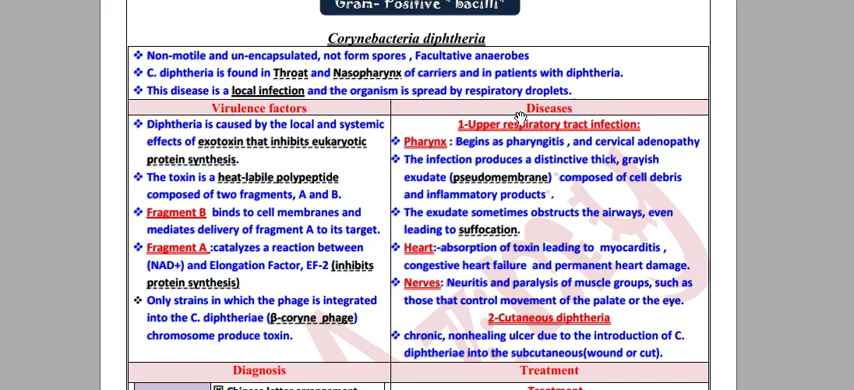 Gram- Positive " bacilli"
Corynebacteria diphtheria
❖ Non-motile and un-encapsulated, not form spores , Facultative anaerobes
❖ C. diphtheria is found in Throat and Nasopharynx of carriers and in patients with diphtheria.
❖ This disease is a local infection and the organism is spread by respiratory droplets.
Virulence factors
❖ Diphtheria is caused by the local and systemic
effects of exotoxin that inhibits eukaryotic
protein synthesis.
❖ The toxin is a heat-labile polypeptide
composed of two fragments, A and B.
❖ Fragment B binds to cell membranes and
mediates delivery of fragment A to its target.
❖ Fragment A :catalyzes a reaction between
(NAD+) and Elongation Factor, EF-2 (inhibits
protein synthesis)
❖ Only strains in which the phage is integrated
into the C. diphtheriae (β-coryne phage)
chromosome produce toxin.
Diseases
1-Upper respiratory tract infection:
❖ Pharynx : Begins as pharyngitis , and cervical adenopathy
❖ The infection produces a distinctive thick, grayish
exudate (pseudomembrane) "composed of cell debris
and inflammatory products".
❖ The exudate sometimes obstructs the airways, even
leading to suffocation.
❖ Heart:-absorption of toxin leading to myocarditis ,
congestive heart failure and permanent heart damage.
❖ Nerves: Neuritis and paralysis of muscle groups, such as
those that control movement of the palate or the eye.
2-Cutaneous diphtheria
❖ chronic, nonhealing ulcer due to the introduction of C.
diphtheriae into the subcutaneous(wound or cut).
Diagnosis
Treatment
Chinese letter arrangement
Treatment